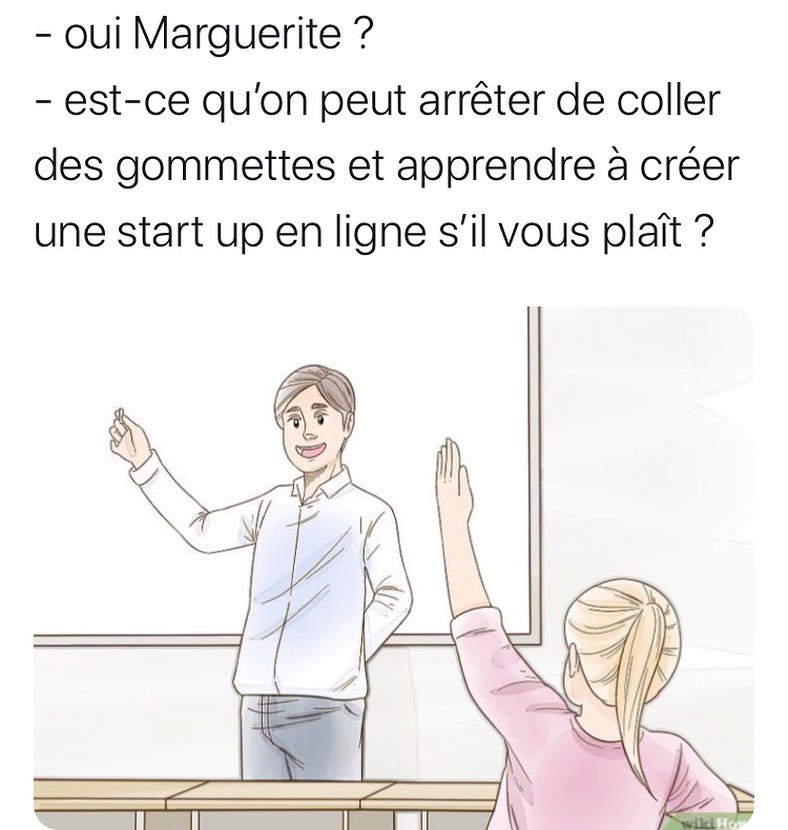 - oui Marguerite ?
- est-ce qu’on peut arrêter de coller
des gommettes et apprendre à créer
une start up en ligne s’il vous plaît ?
wikiHow